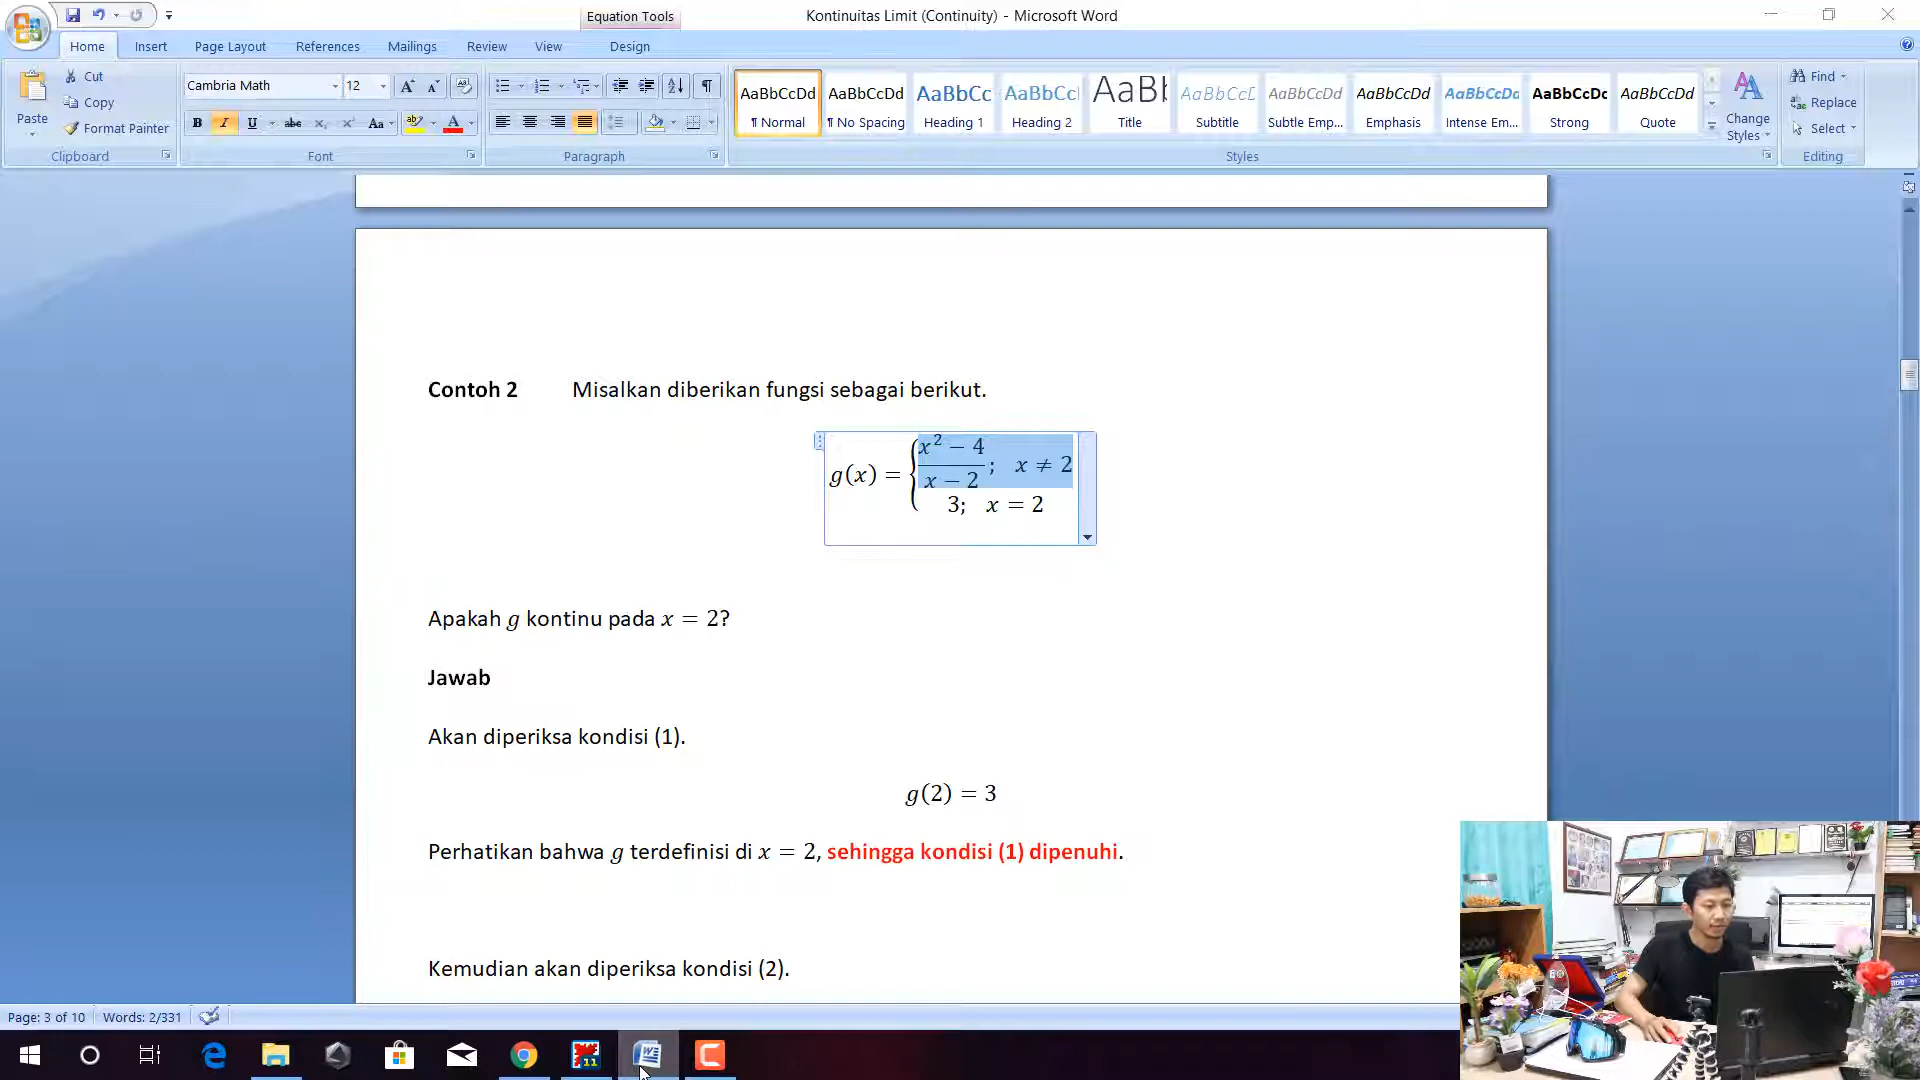 Equation Tools
Kontinuitas Limit (Continuity) - Microsoft Word
Home Insert Page Layout References Mailings Review View Design
Paste
Cut
Copy
Format Painter
Clipboard
Cambria Math 12
B I U abc
Font
Paragraph
AaBbCcDd AaBbCcDd AaBbCc AaBbCc AaBb AaBbCcD AaBbCcDd AaBbCcDd AaBbCcDd AaBbCcDc AaBbCcDd
¶ Normal ¶ No Spacing Heading 1 Heading 2 Title Subtitle Subtle Emp... Emphasis Intense Em... Strong Quote
Change Styles
Styles
Find
Replace
Select
Editing
Contoh 2 Misalkan diberikan fungsi sebagai berikut.
g(x) = { (x² − 4)/(x − 2); x ≠ 2
3; x = 2
Apakah g kontinu pada x = 2?
Jawab
Akan diperiksa kondisi (1).
g(2) = 3
Perhatikan bahwa g terdefinisi di x = 2, sehingga kondisi (1) dipenuhi.
Kemudian akan diperiksa kondisi (2).
Page: 3 of 10 Words: 2/331